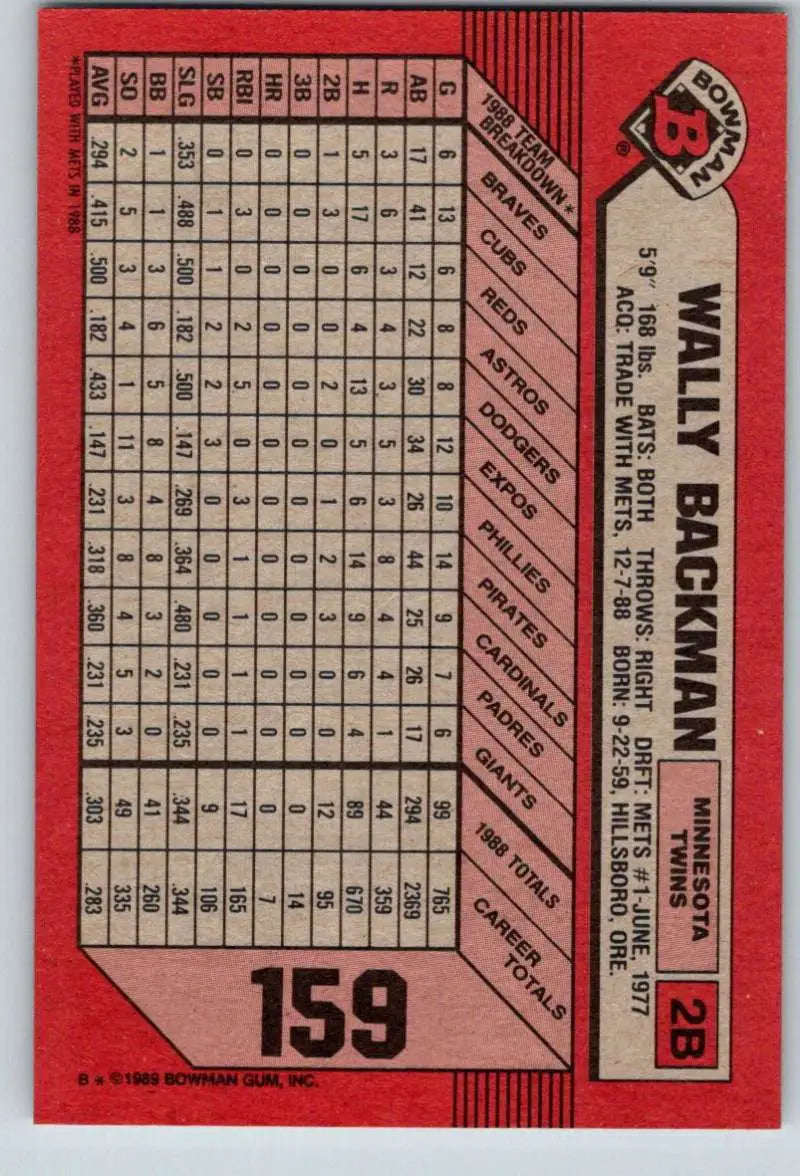 BOWMAN
B®
WALLY BACKMAN
MINNESOTA
TWINS
2B
5'9" 168 lbs. BATS: BOTH THROWS: RIGHT DRFT: METS #1-JUNE, 1977
ACQ: TRADE WITH METS, 12-7-88 BORN: 9-22-59, HILLSBORO, ORE.
1988 TEAM
BREAKDOWN*
BRAVES
CUBS
REDS
ASTROS
DODGERS
EXPOS
PHILLIES
PIRATES
CARDINALS
PADRES
GIANTS
1988 TOTALS
CAREER
TOTALS
G 6 13 6 8 8 12 10 14 9 7 6 99 765
AB 17 41 12 22 30 34 26 44 25 26 17 294 2369
R 3 6 3 4 3 5 3 8 4 4 1 44 359
H 5 17 6 4 13 5 6 14 9 6 4 89 670
2B 1 3 0 0 2 0 1 2 3 0 0 12 95
3B 0 0 0 0 0 0 0 0 0 0 0 0 14
HR 0 0 0 0 0 0 0 0 0 0 0 0 7
RBI 0 3 0 2 5 0 3 1 1 1 1 17 165
SB 0 1 1 2 2 3 0 0 0 0 0 9 106
SLG .353 .488 .500 .182 .500 .147 .269 .364 .480 .231 .235 .344 .344
BB 1 1 3 6 5 8 4 8 3 2 0 41 260
SO 2 5 3 4 1 11 3 8 4 5 3 49 335
AVG .294 .415 .500 .182 .433 .147 .231 .318 .360 .231 .235 .303 .283
159
*PLAYED WITH METS IN 1988
B * ©1989 BOWMAN GUM, INC.